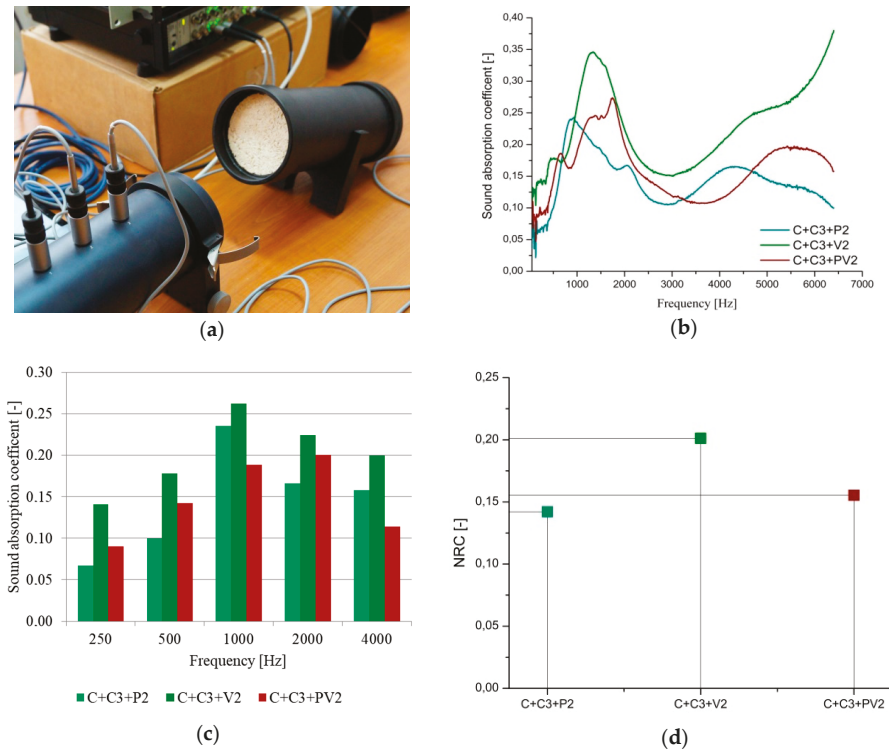 (a)
Sound absorption coefficent [-]
0,40
0,35
0,30
0,25
0,20
0,15
0,10
0,05
0,00
C+C3+P2
C+C3+V2
C+C3+PV2
1000 2000 3000 4000 5000 6000 7000
Frequency [Hz]
(b)
Sound absorption coefficent [-]
0.30
0.25
0.20
0.15
0.10
0.05
0.00
250 500 1000 2000 4000
Frequency [Hz]
C+C3+P2 C+C3+V2 C+C3+PV2
(c)
NRC [-]
0,25
0,20
0,15
0,10
0,05
0,00
C+C3+P2 C+C3+V2 C+C3+PV2
(d)